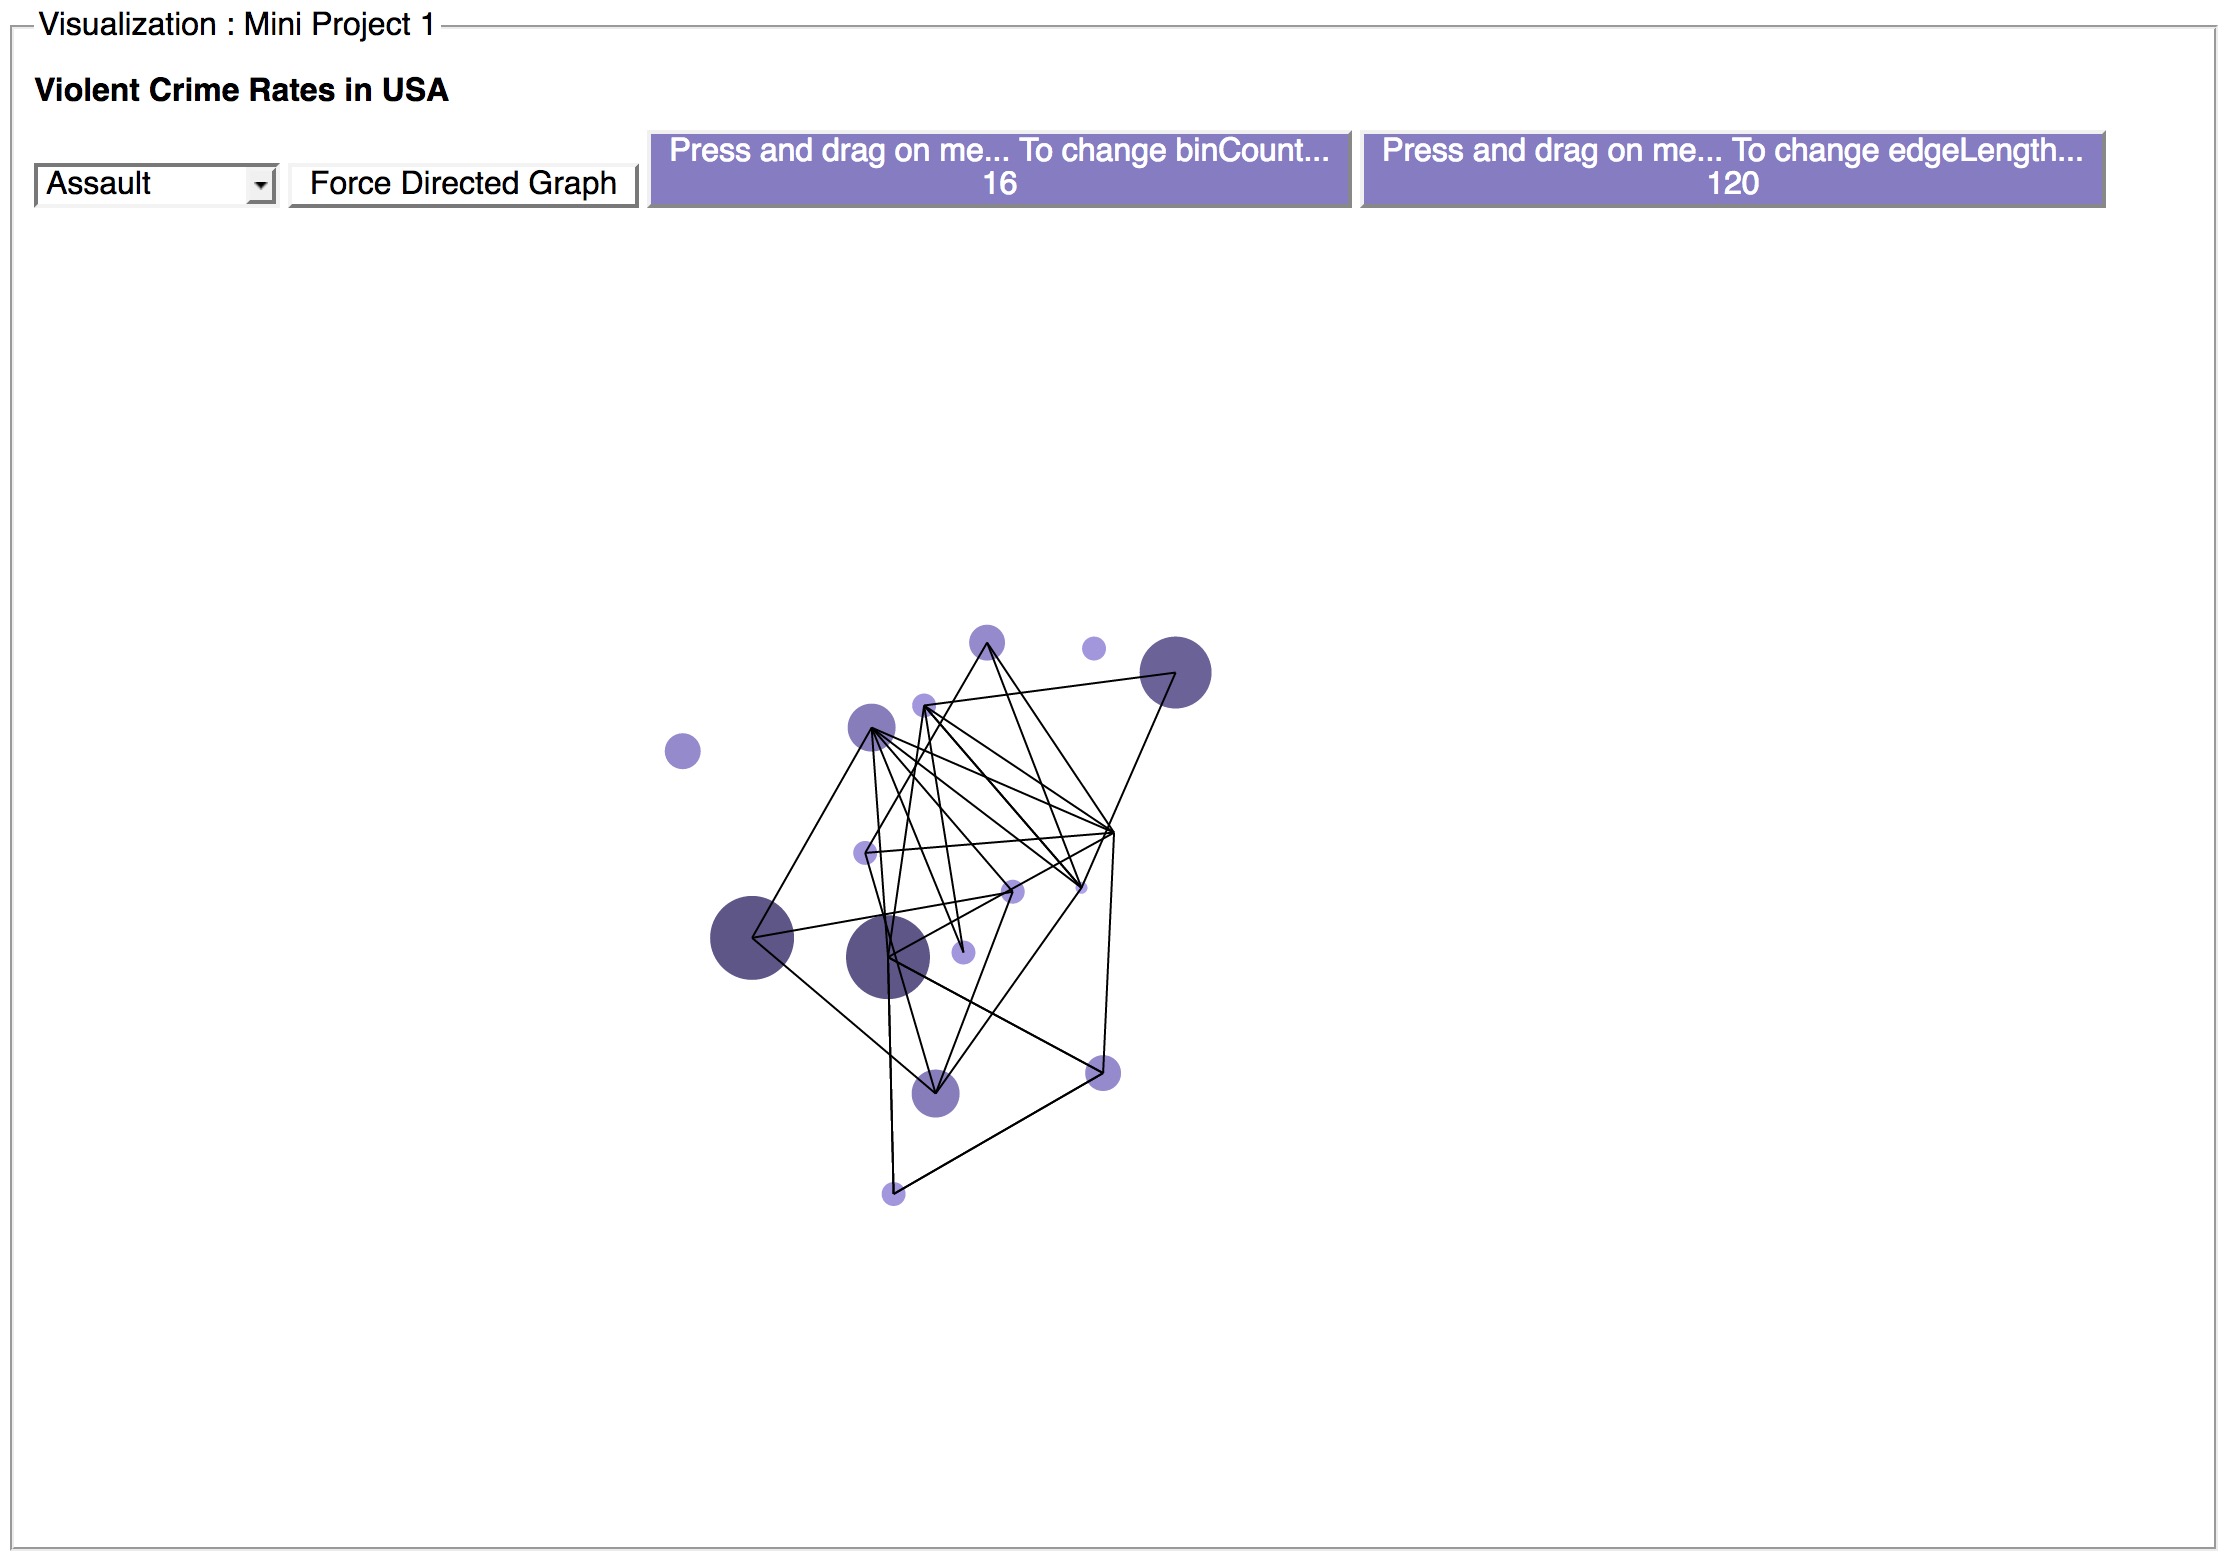 Visualization : Mini Project 1
Violent Crime Rates in USA
Assault
Force Directed Graph
Press and drag on me... To change binCount...
16
Press and drag on me... To change edgeLength...
120